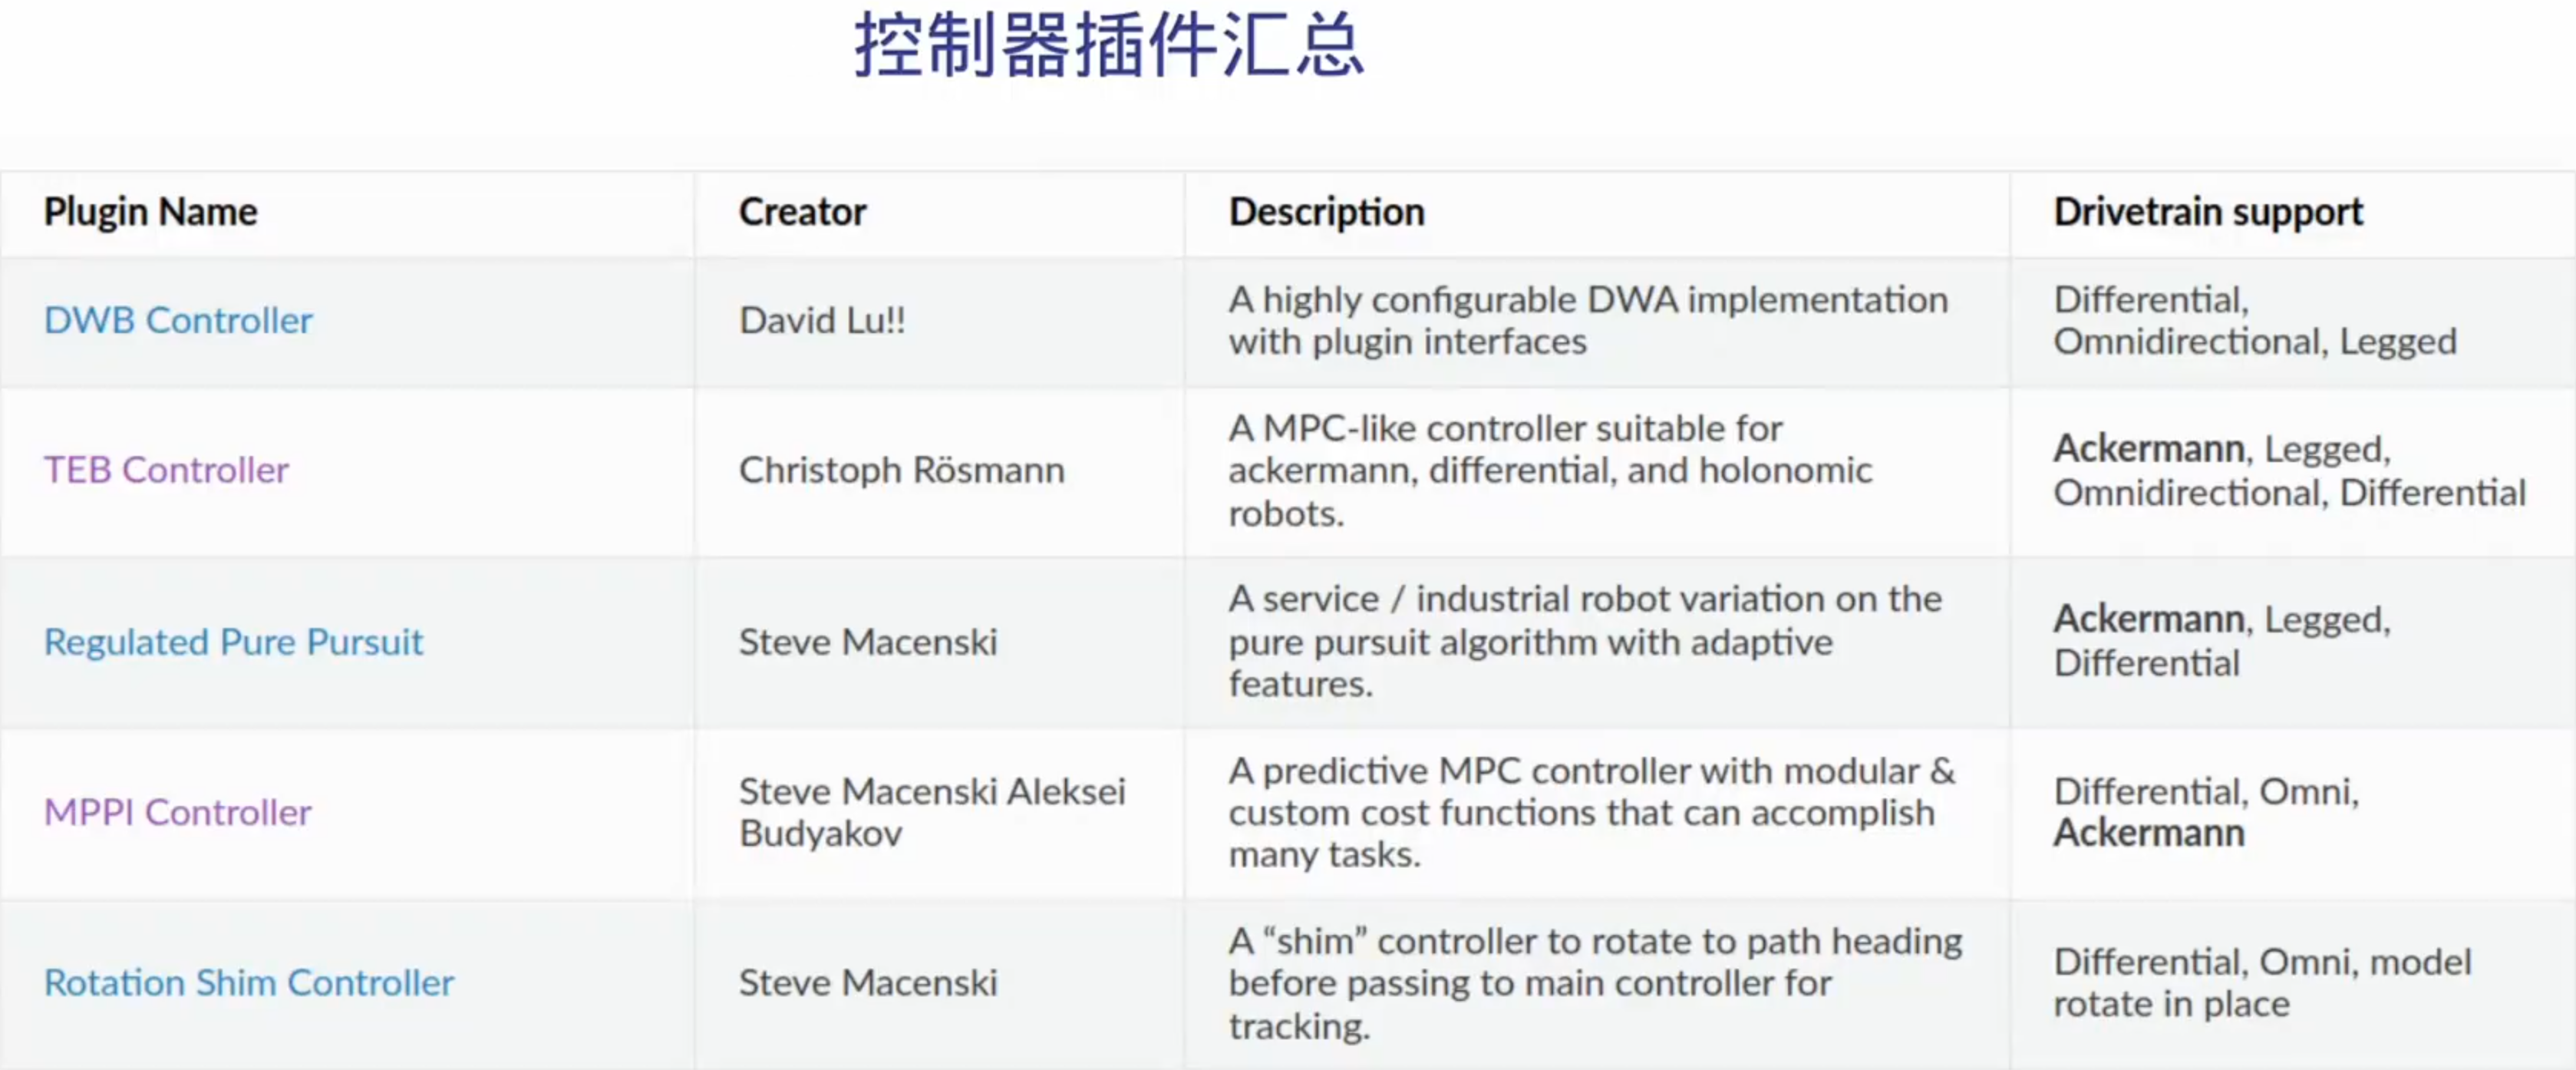 控制器插件汇总
Plugin Name
Creator
Description
Drivetrain support
DWB Controller
David Lu!!
A highly configurable DWA implementation
with plugin interfaces
Differential,
Omnidirectional, Legged
TEB Controller
Christoph Rösmann
A MPC-like controller suitable for
ackermann, differential, and holonomic
robots.
Ackermann, Legged,
Omnidirectional, Differential
Regulated Pure Pursuit
Steve Macenski
A service / industrial robot variation on the
pure pursuit algorithm with adaptive
features.
Ackermann, Legged,
Differential
MPPI Controller
Steve Macenski Aleksei
Budyakov
A predictive MPC controller with modular &
custom cost functions that can accomplish
many tasks.
Differential, Omni,
Ackermann
Rotation Shim Controller
Steve Macenski
A “shim” controller to rotate to path heading
before passing to main controller for
tracking.
Differential, Omni, model
rotate in place